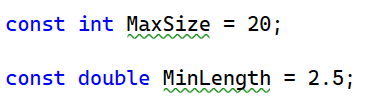 const int MaxSize = 20;
const double MinLength = 2.5;